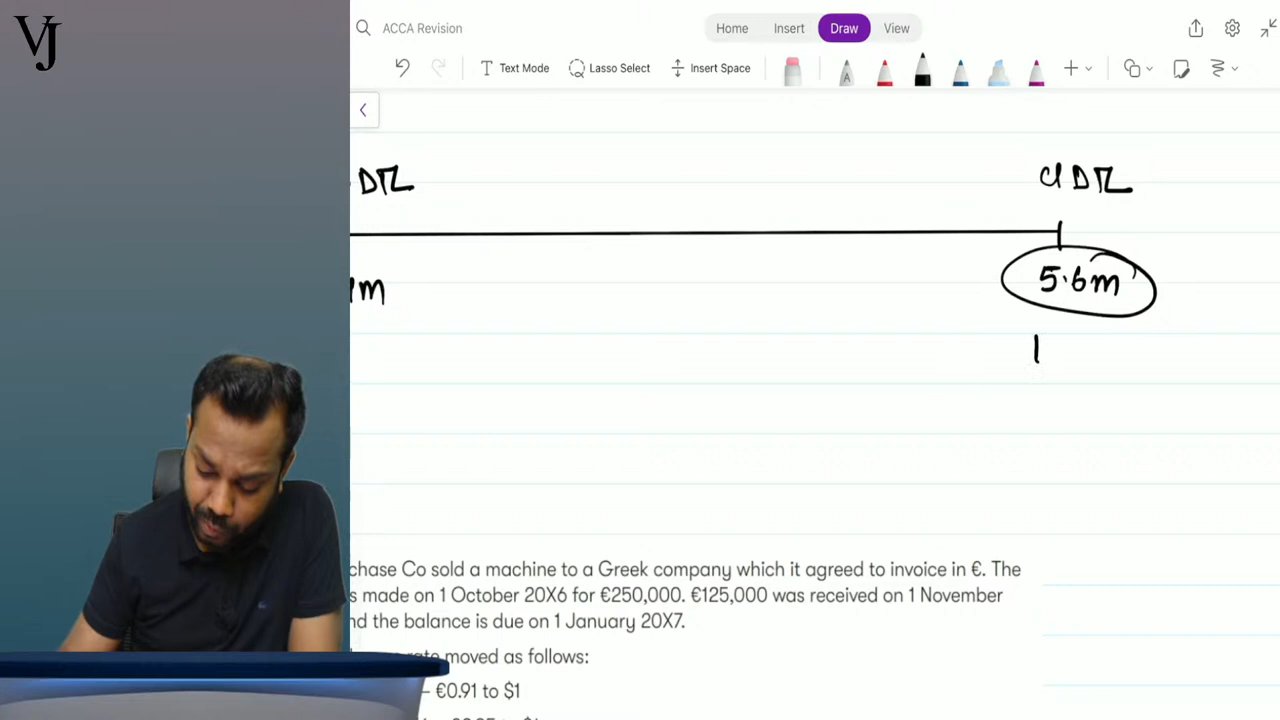 VJ
ACCA Revision
Home Insert Draw View
Text Mode Lasso Select Insert Space
DTL
Cl DTL
5.6m
m
chase Co sold a machine to a Greek company which it agreed to invoice in €. The
s made on 1 October 20X6 for €250,000. €125,000 was received on 1 November
nd the balance is due on 1 January 20X7.
rate moved as follows:
– €0.91 to $1